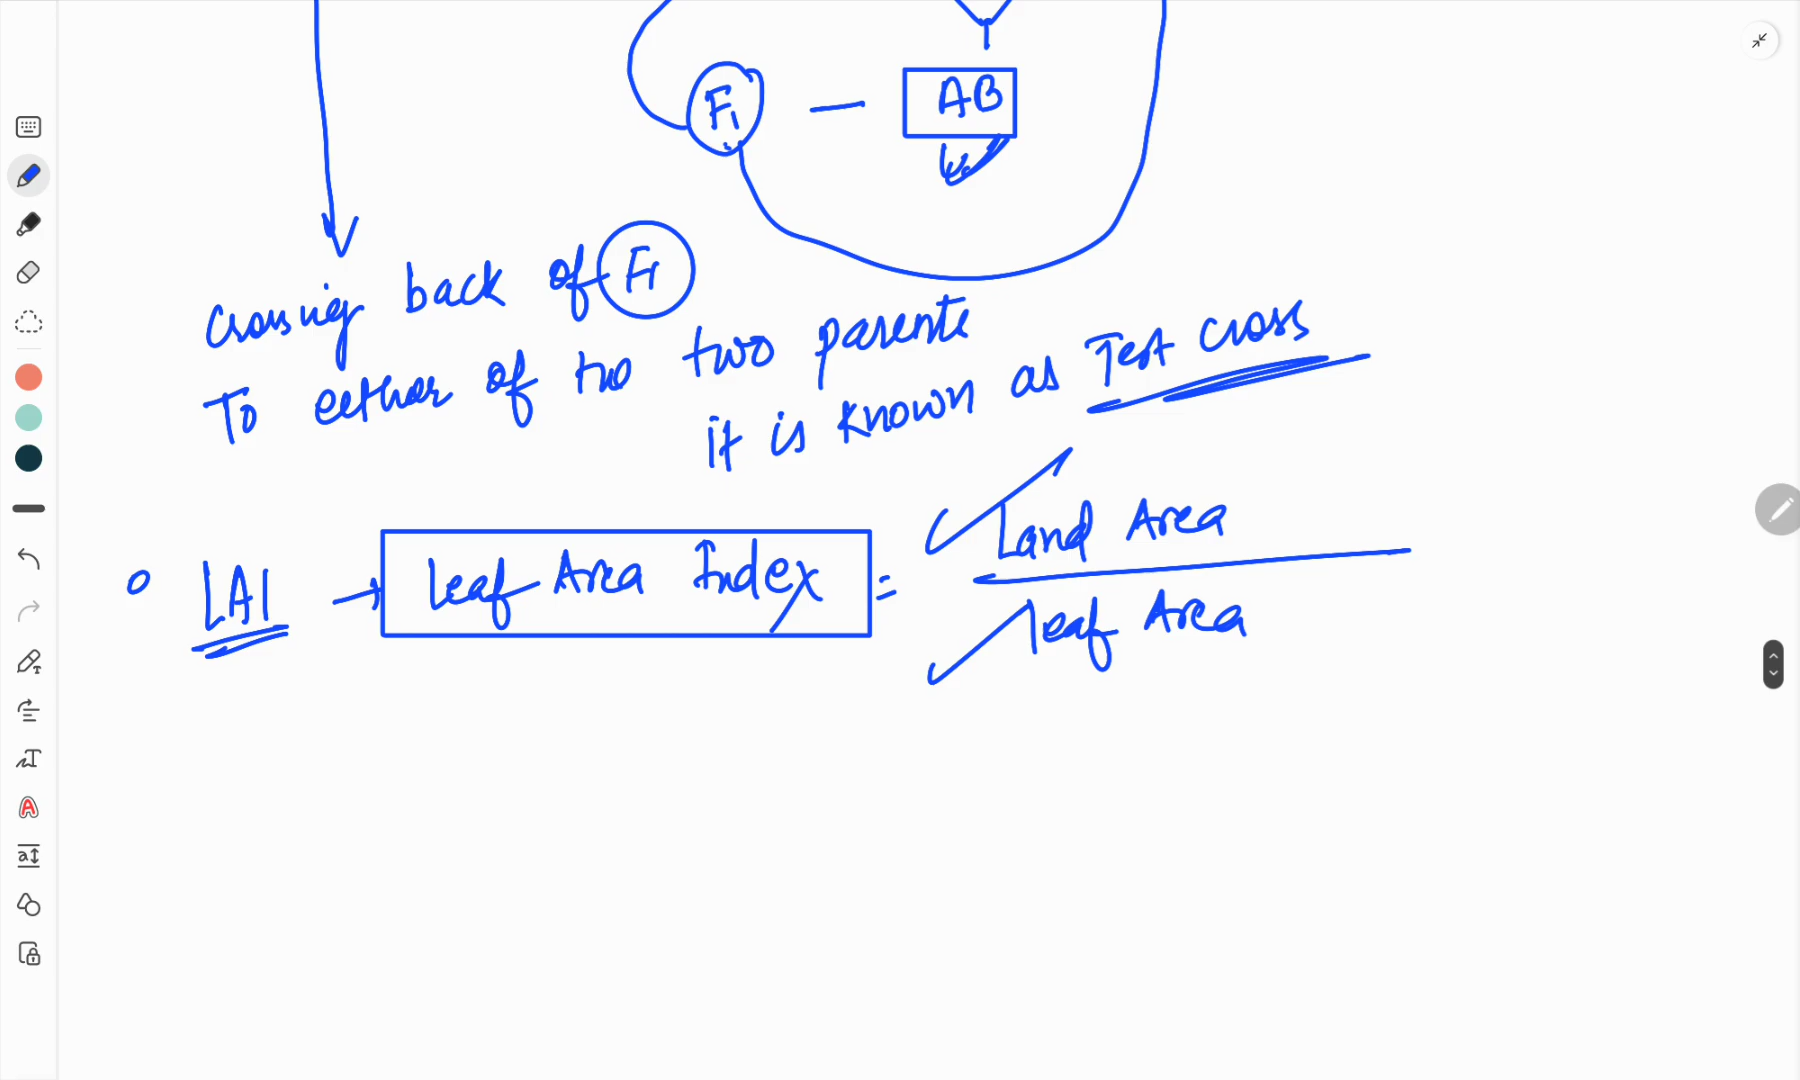 F1 — AB
crossing back of F1
To either of two two parents
it is known as Test cross
LAI → Leaf Area Index = Land Area
Leaf Area